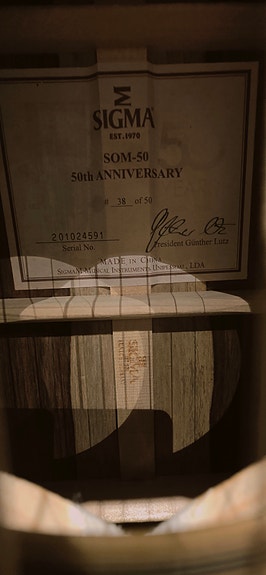 SIGMA
EST. 1970
SOM-50
50th ANNIVERSARY
# 38 of 50
201024591
Serial No.
President Günther Lutz
MADE IN CHINA
SIGMA MUSICAL INSTRUMENTS UNIPESSOAL, LDA
SIGMA